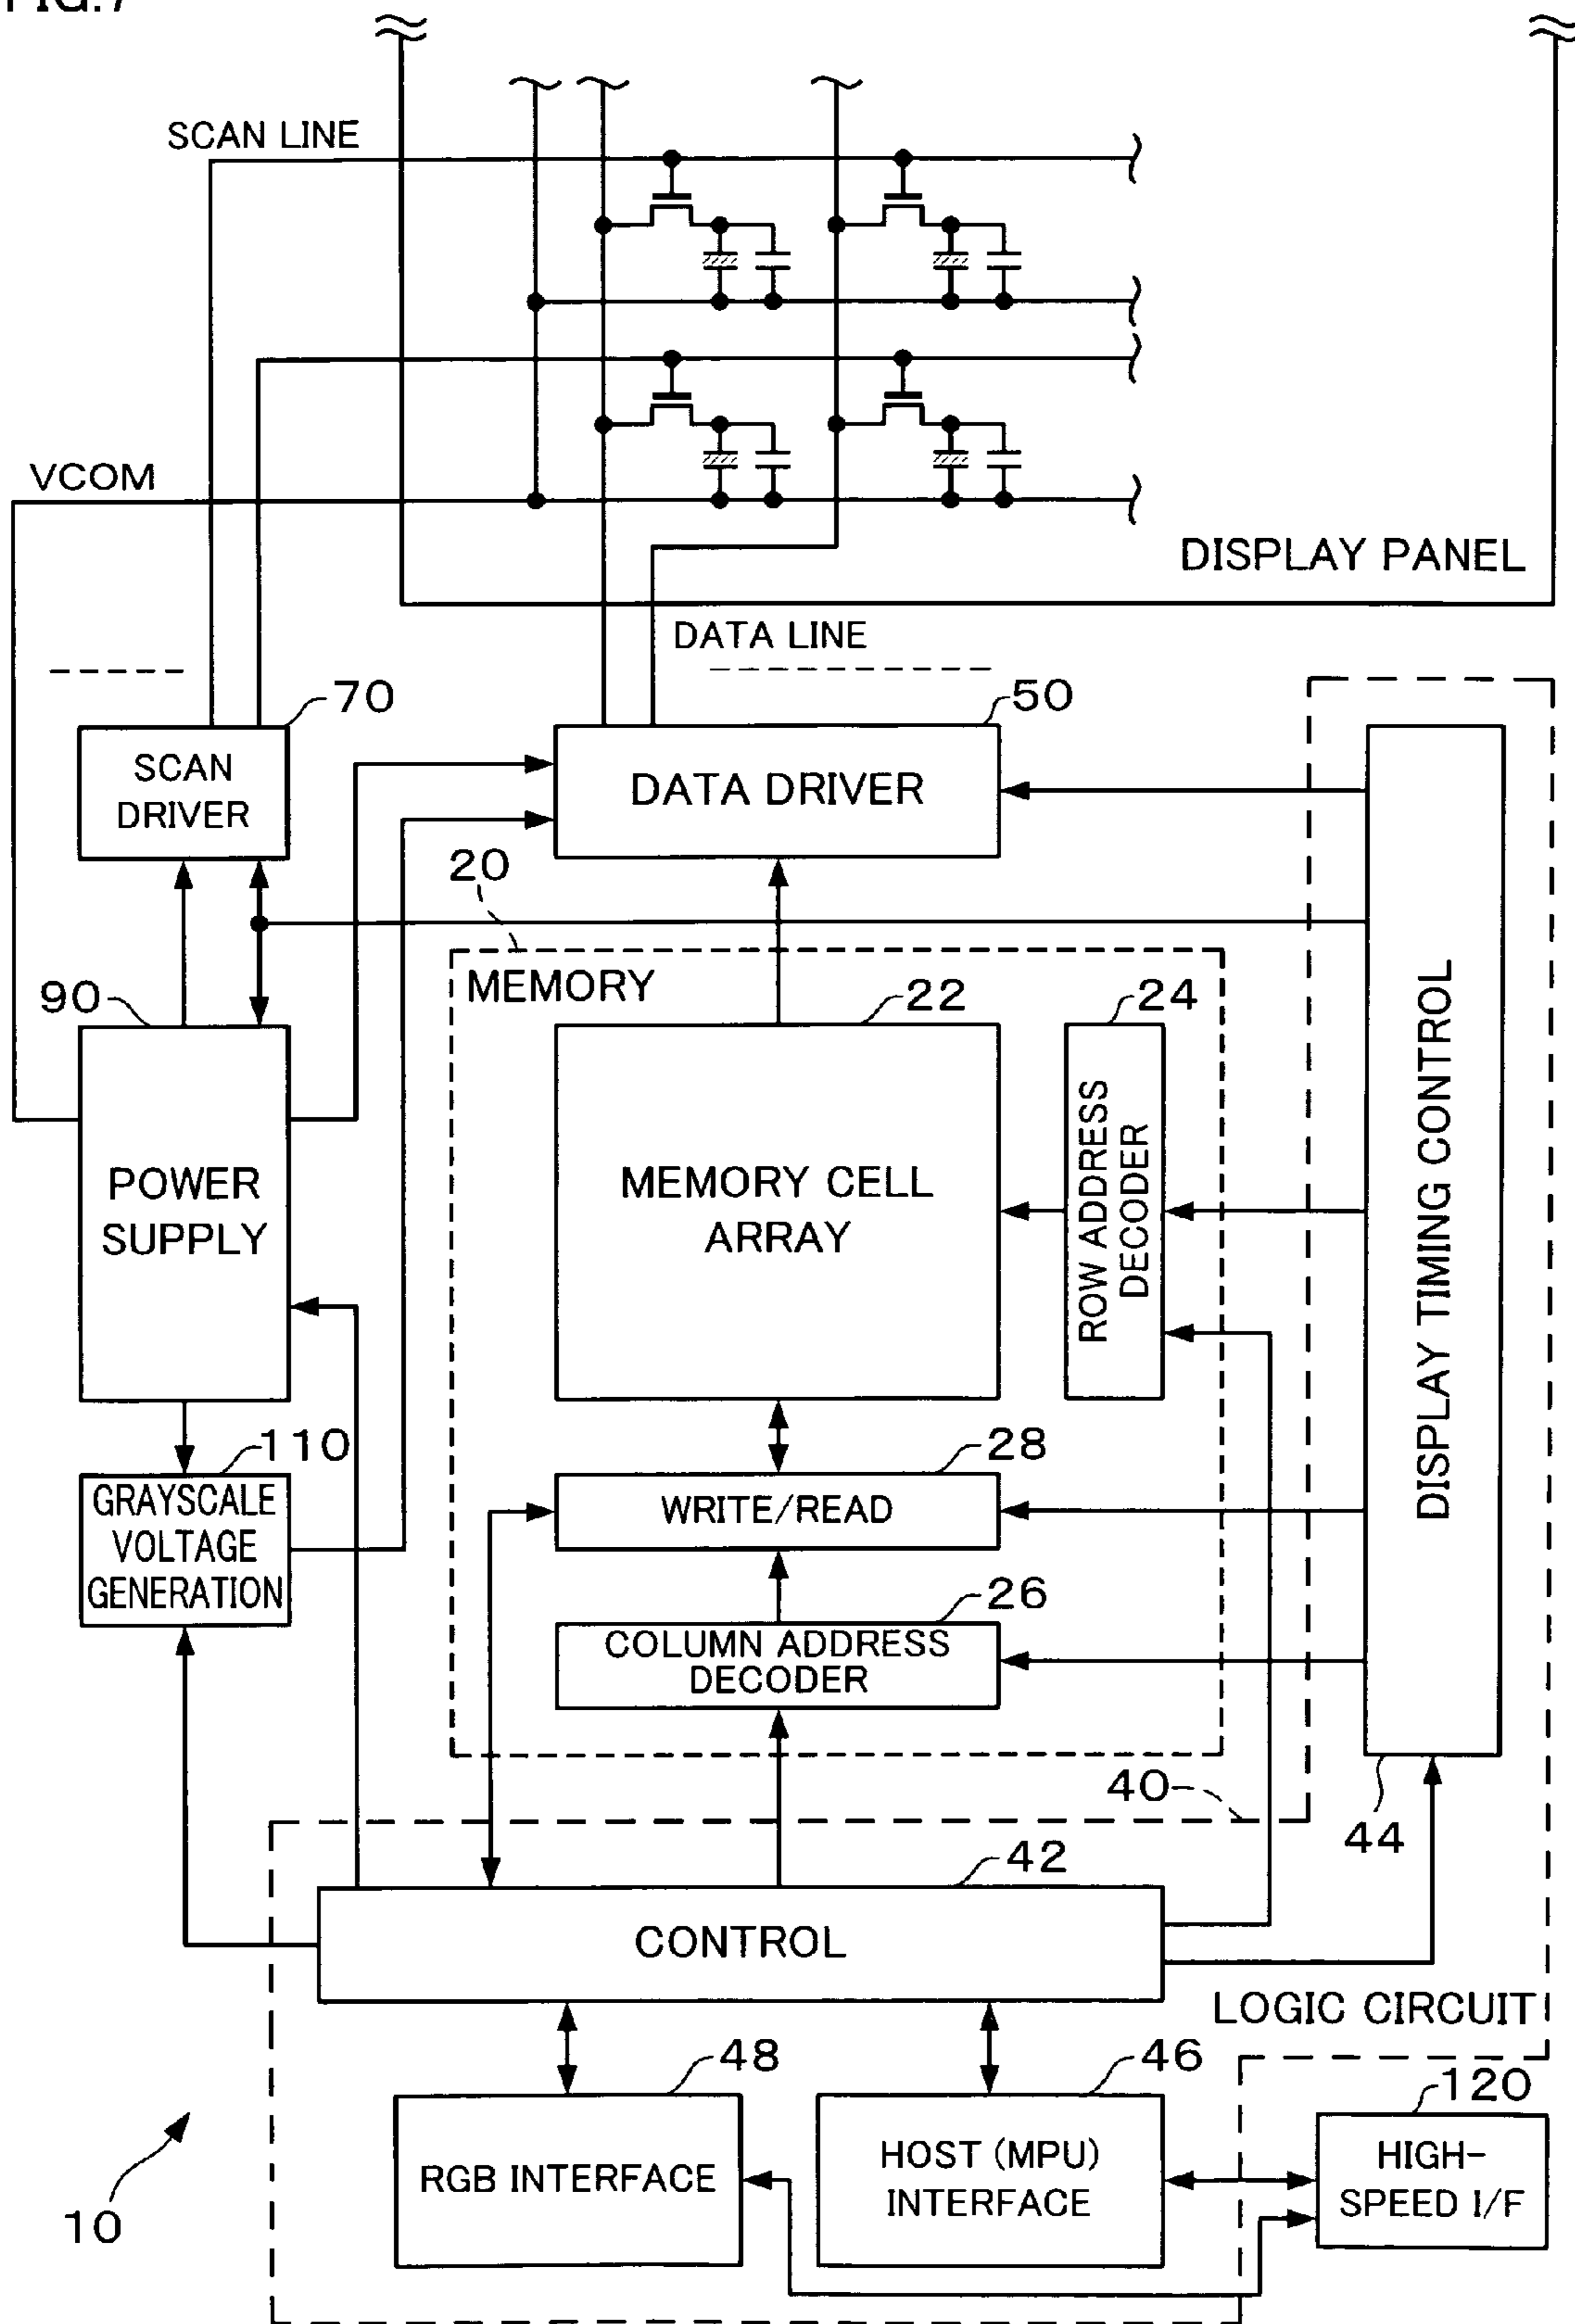 FIG.7
SCAN LINE
VCOM
DISPLAY PANEL
DATA LINE
70
50
SCAN
DRIVER
DATA DRIVER
20
MEMORY
90
22
24
POWER
SUPPLY
MEMORY CELL
ARRAY
ROW ADDRESS
DECODER
DISPLAY TIMING CONTROL
110
28
GRAYSCALE
VOLTAGE
GENERATION
WRITE/READ
26
COLUMN ADDRESS
DECODER
40
44
42
CONTROL
LOGIC CIRCUIT
48
46
120
RGB INTERFACE
HOST (MPU)
INTERFACE
HIGH-
SPEED I/F
10